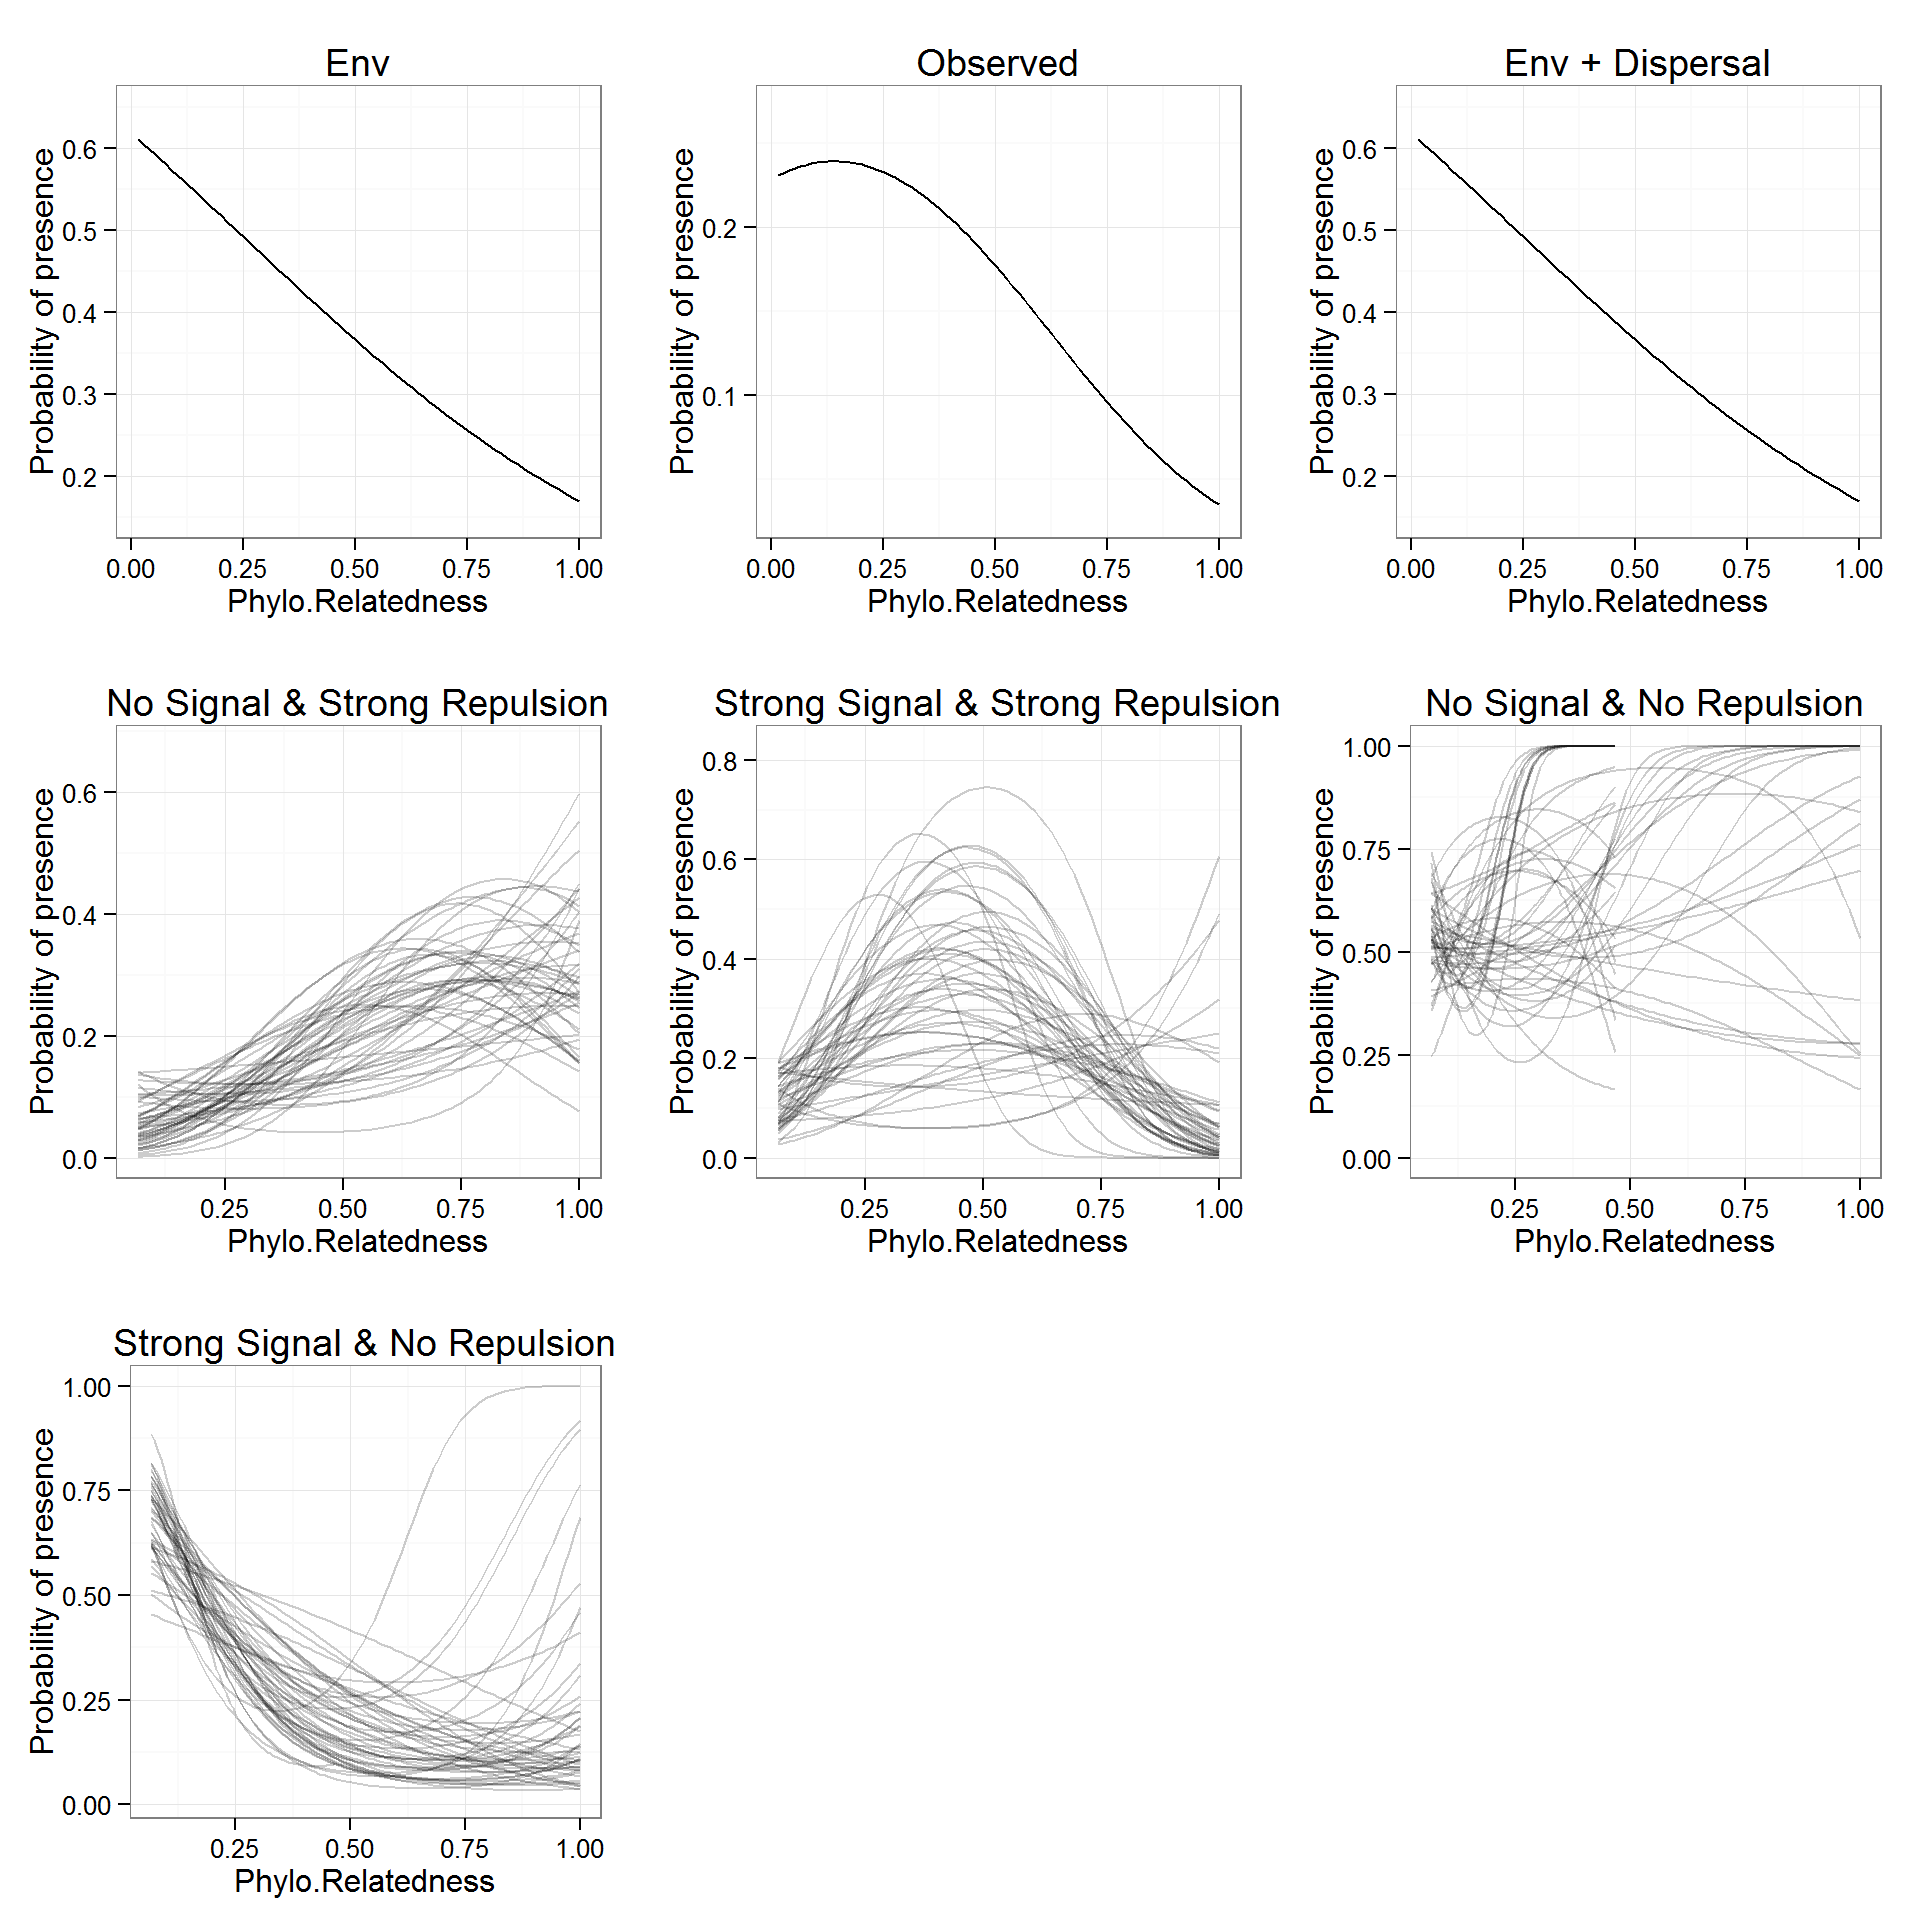 Env
Probability of presence
0.6
0.5
0.4
0.3
0.2
0.00 0.25 0.50 0.75 1.00
Phylo.Relatedness
Observed
Probability of presence
0.2
0.1
0.00 0.25 0.50 0.75 1.00
Phylo.Relatedness
Env + Dispersal
Probability of presence
0.6
0.5
0.4
0.3
0.2
0.00 0.25 0.50 0.75 1.00
Phylo.Relatedness
No Signal & Strong Repulsion
Probability of presence
0.6
0.4
0.2
0.0
0.25 0.50 0.75 1.00
Phylo.Relatedness
Strong Signal & Strong Repulsion
Probability of presence
0.8
0.6
0.4
0.2
0.0
0.25 0.50 0.75 1.00
Phylo.Relatedness
No Signal & No Repulsion
Probability of presence
1.00
0.75
0.50
0.25
0.00
0.25 0.50 0.75 1.00
Phylo.Relatedness
Strong Signal & No Repulsion
Probability of presence
1.00
0.75
0.50
0.25
0.00
0.25 0.50 0.75 1.00
Phylo.Relatedness